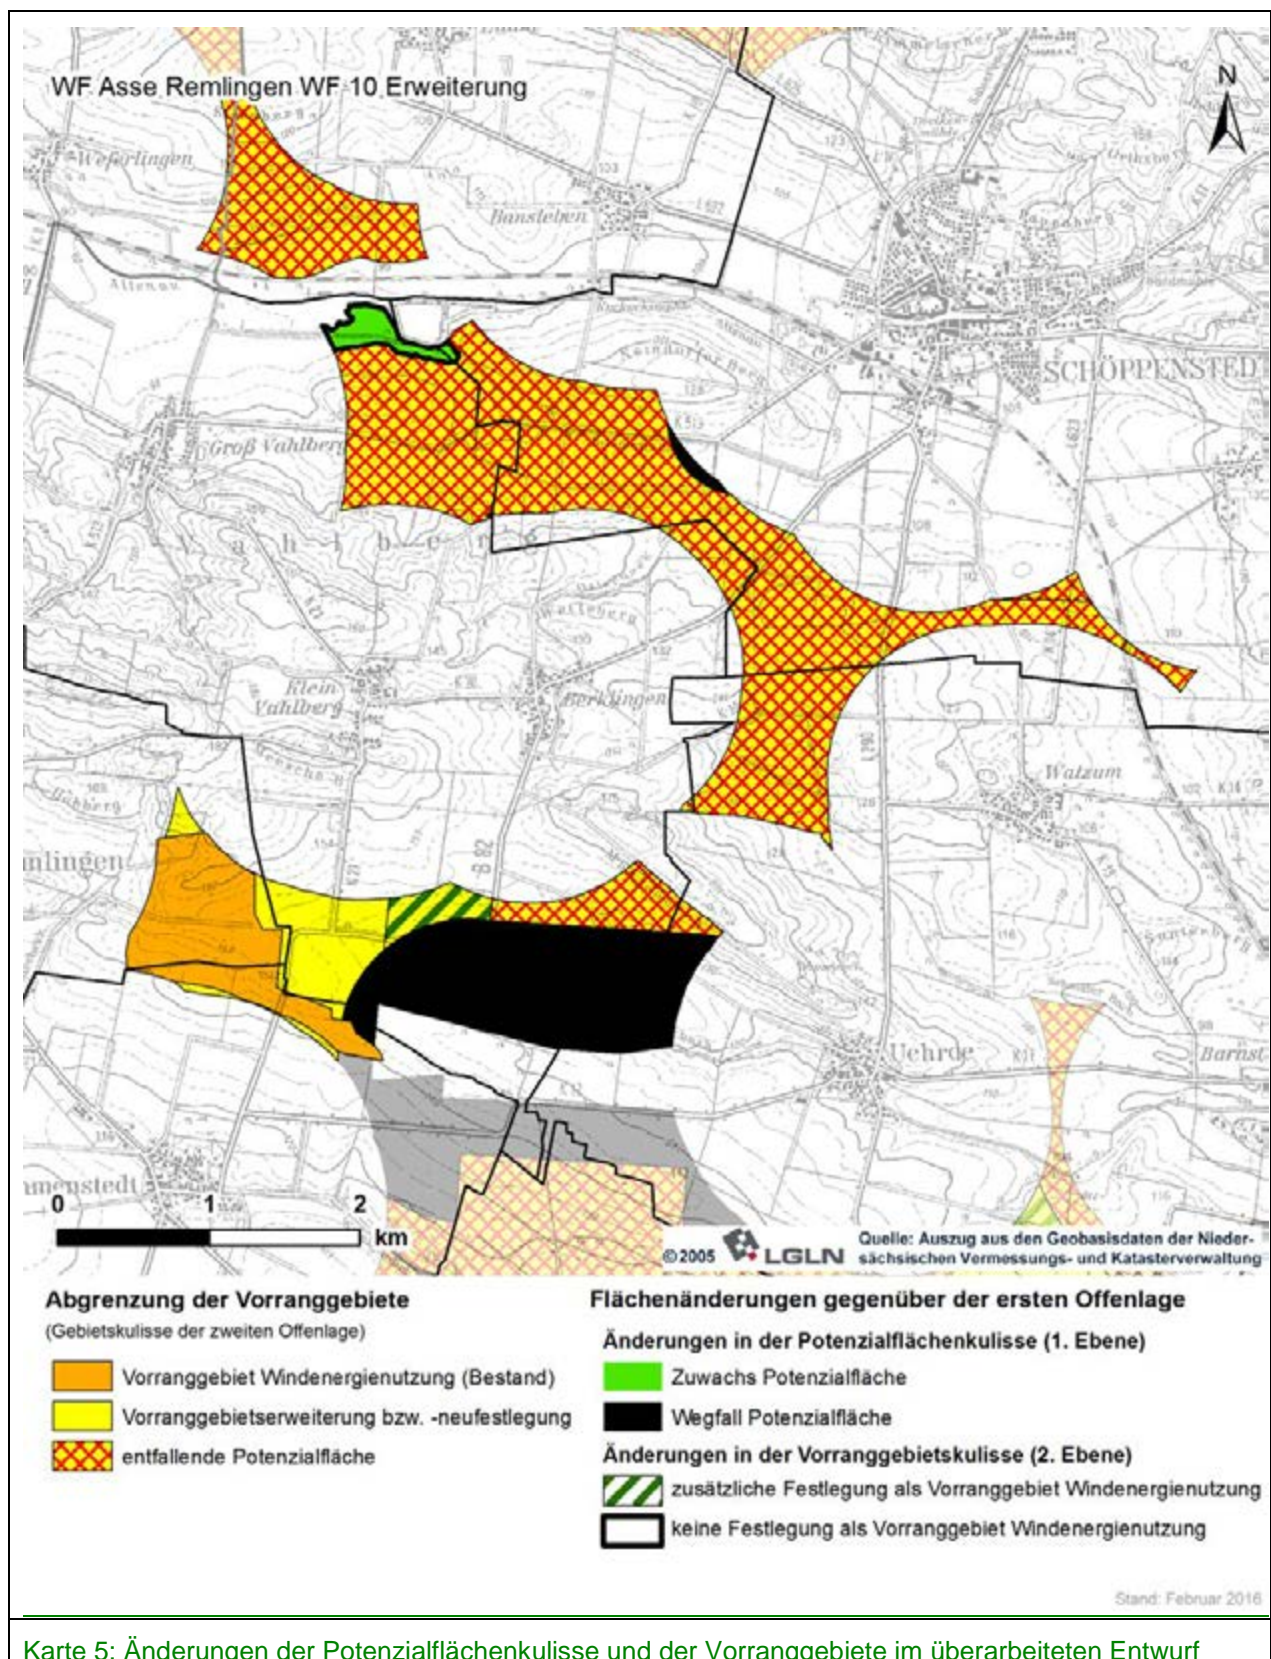 WF Asse Remlingen WF 10 Erweiterung
N
Weferlingen
Bansleben
Altenau
SCHÖPPENSTEDT
Groß Vahlberg
Klein
Vahlberg
Berklingen
Watzum
B 82
Uehrde
Barnst
0 1 2
km
©2005 LGLN
Quelle: Auszug aus den Geobasisdaten der Nieder-
sächsischen Vermessungs- und Katasterverwaltung
Abgrenzung der Vorranggebiete
(Gebietskulisse der zweiten Offenlage)
Vorranggebiet Windenergienutzung (Bestand)
Vorranggebietserweiterung bzw. -neufestlegung
entfallende Potenzialfläche
Flächenänderungen gegenüber der ersten Offenlage
Änderungen in der Potenzialflächenkulisse (1. Ebene)
Zuwachs Potenzialfläche
Wegfall Potenzialfläche
Änderungen in der Vorranggebietskulisse (2. Ebene)
zusätzliche Festlegung als Vorranggebiet Windenergienutzung
keine Festlegung als Vorranggebiet Windenergienutzung
Stand: Februar 2016
Karte 5: Änderungen der Potenzialflächenkulisse und der Vorranggebiete im überarbeiteten Entwurf